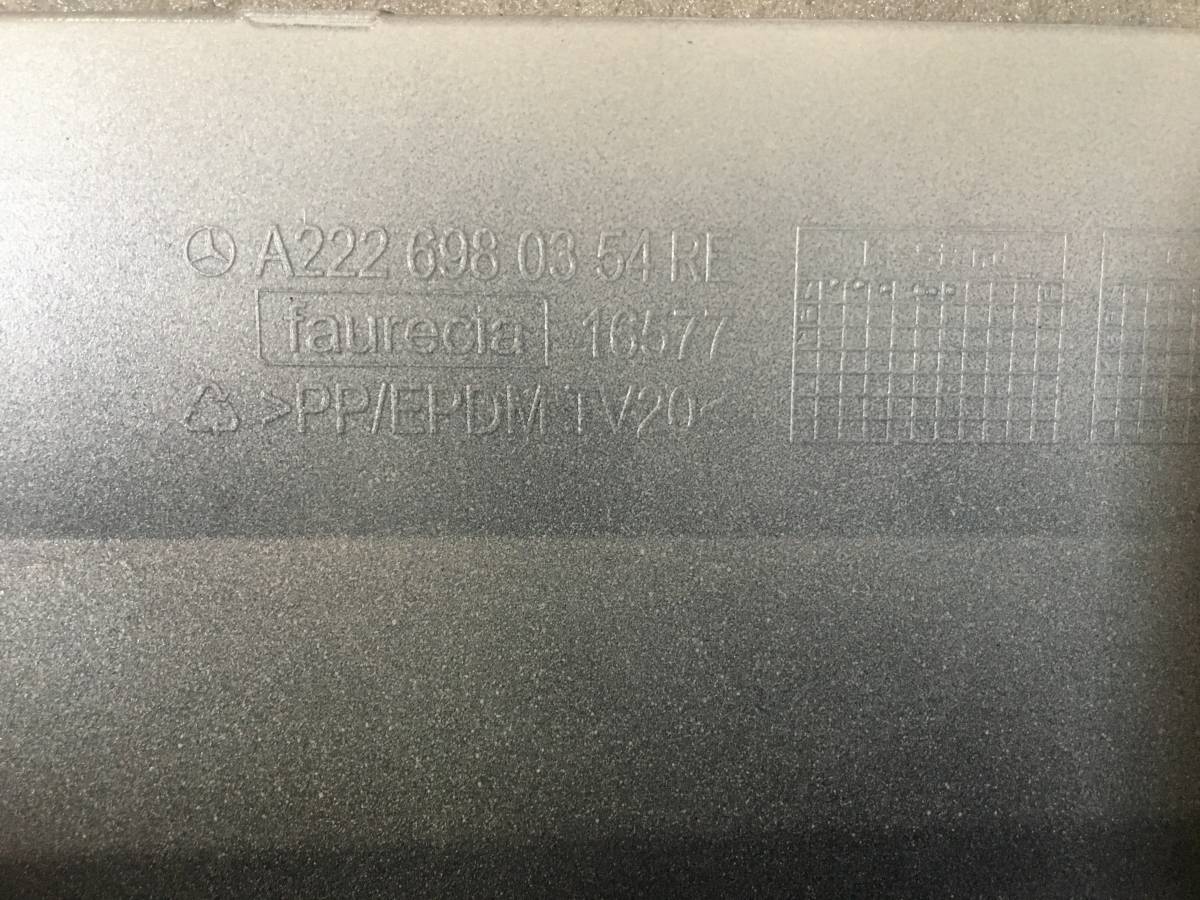 A222 698 03 54 RE
faurecia 16577
>PP/EPDM TV20<